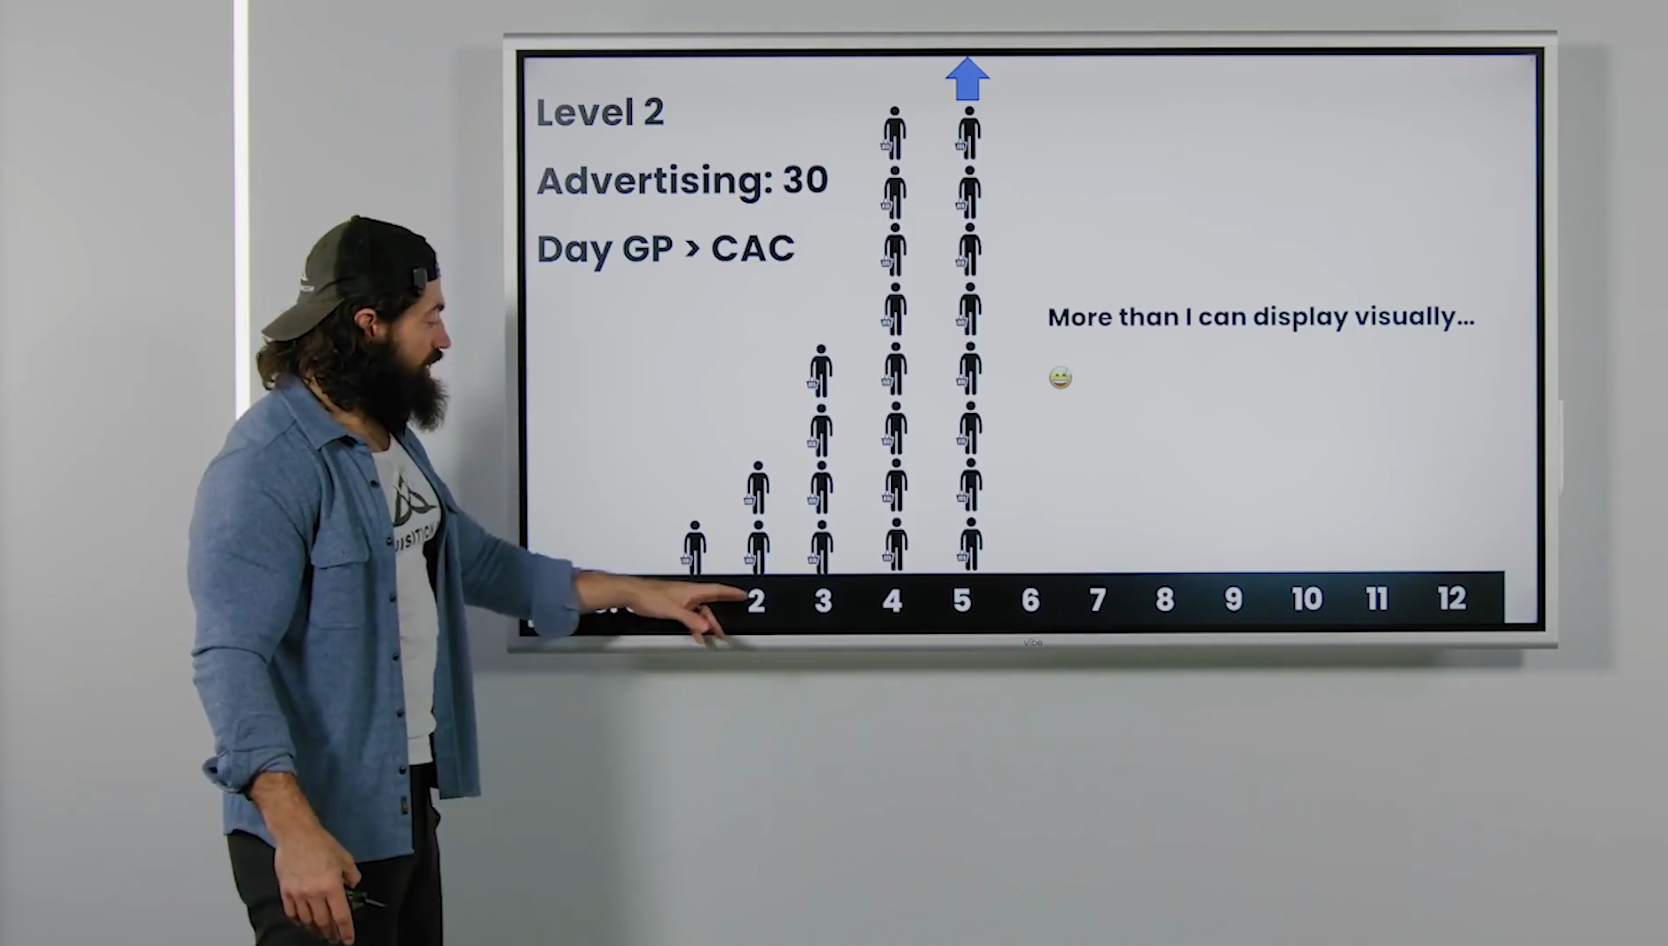 Level 2
Advertising: 30
Day GP > CAC
More than I can display visually...
2 3 4 5 6 7 8 9 10 11 12
vibe